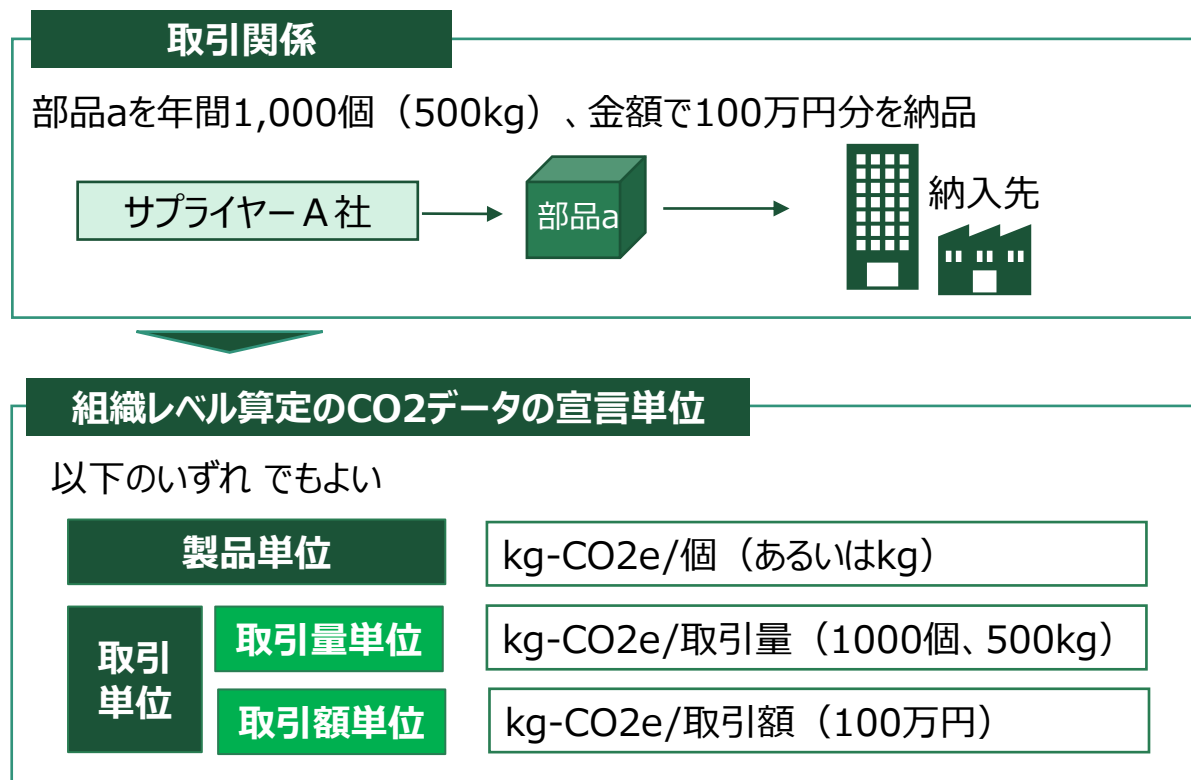 取引関係
部品aを年間1,000個（500kg）、金額で100万円分を納品
サプライヤーＡ社
部品a
納入先
組織レベル算定のCO2データの宣言単位
以下のいずれ でもよい
製品単位
kg-CO2e/個（あるいはkg）
取引
単位
取引量単位
kg-CO2e/取引量（1000個、500kg）
取引額単位
kg-CO2e/取引額（100万円）